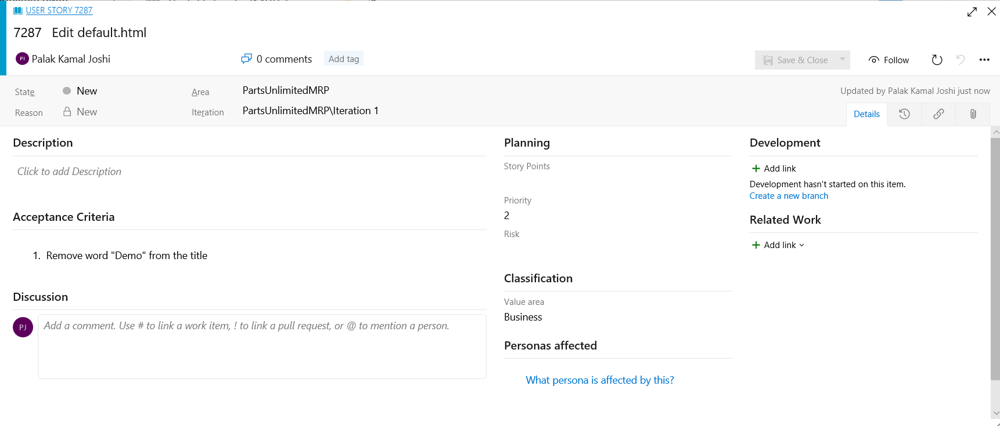 USER STORY 7287
7287 Edit default.html
Palak Kamal Joshi
0 comments
Add tag
Save & Close
Follow
State
New
Area
PartsUnlimitedMRP
Updated by Palak Kamal Joshi just now
Reason
New
Iteration
PartsUnlimitedMRP\Iteration 1
Details
Description
Click to add Description
Acceptance Criteria
1. Remove word "Demo" from the title
Discussion
PJ
Add a comment. Use # to link a work item, ! to link a pull request, or @ to mention a person.
Planning
Story Points
Priority
2
Risk
Classification
Value area
Business
Personas affected
What persona is affected by this?
Development
Add link
Development hasn't started on this item.
Create a new branch
Related Work
Add link